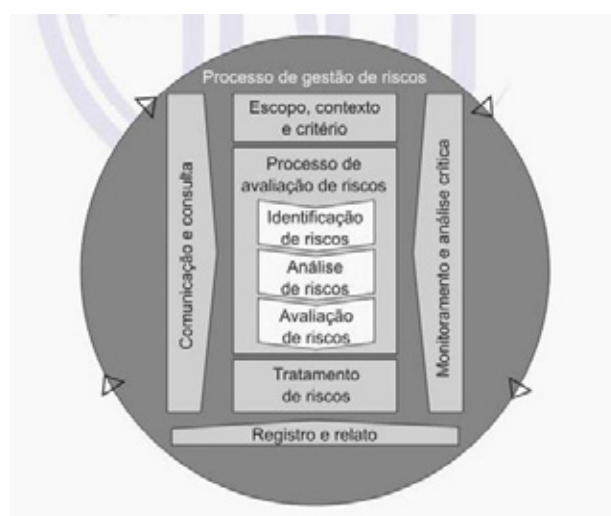 Processo de gestão de riscos
Escopo, contexto
e critério
Processo de
avaliação de riscos
Identificação
de riscos
Análise
de riscos
Avaliação
de riscos
Tratamento
de riscos
Comunicação e consulta
Monitoramento e análise crítica
Registro e relato